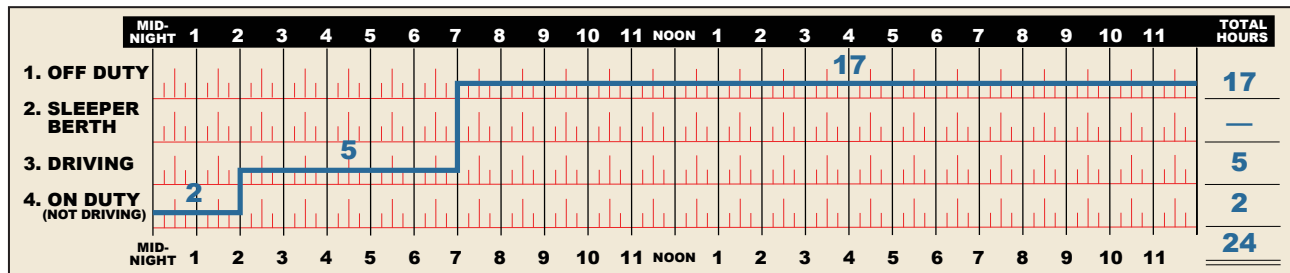 MID-NIGHT 1 2 3 4 5 6 7 8 9 10 11 NOON 1 2 3 4 5 6 7 8 9 10 11 TOTAL HOURS
1. OFF DUTY 17 17
2. SLEEPER BERTH —
3. DRIVING 5 5
4. ON DUTY 2 2
(NOT DRIVING)
MID-NIGHT 1 2 3 4 5 6 7 8 9 10 11 NOON 1 2 3 4 5 6 7 8 9 10 11 24